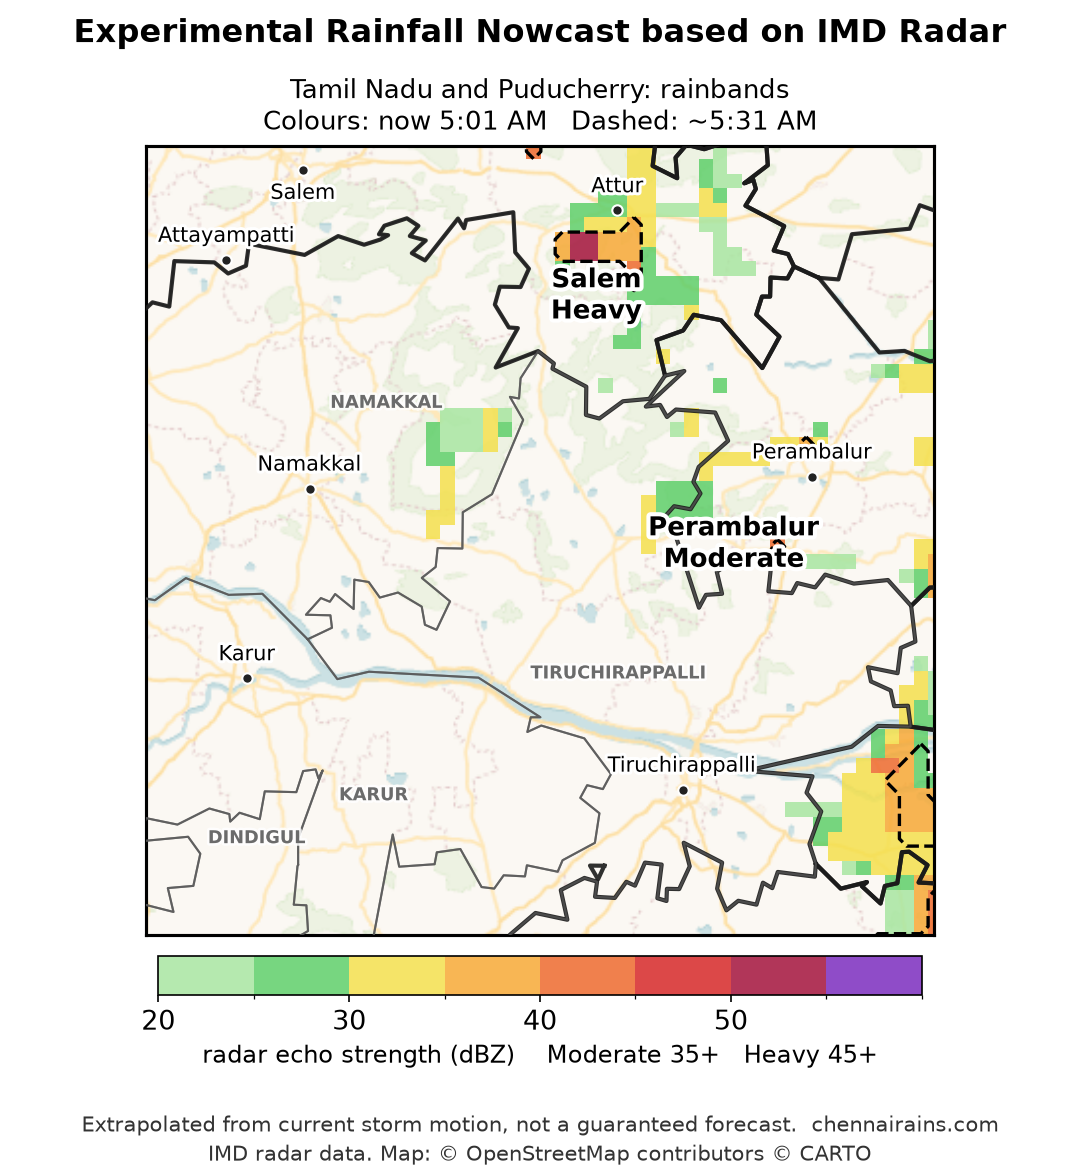 Experimental Rainfall Nowcast based on IMD Radar
Tamil Nadu and Puducherry: rainbands
Colours: now 5:01 AM   Dashed: ~5:31 AM
Salem
Attur
Attayampatti
Salem
Heavy
NAMAKKAL
Namakkal
Perambalur
Perambalur
Moderate
Karur
TIRUCHIRAPPALLI
Tiruchirappalli
KARUR
DINDIGUL
20 30 40 50
radar echo strength (dBZ)   Moderate 35+   Heavy 45+
Extrapolated from current storm motion, not a guaranteed forecast.  chennairains.com
IMD radar data. Map: © OpenStreetMap contributors © CARTO